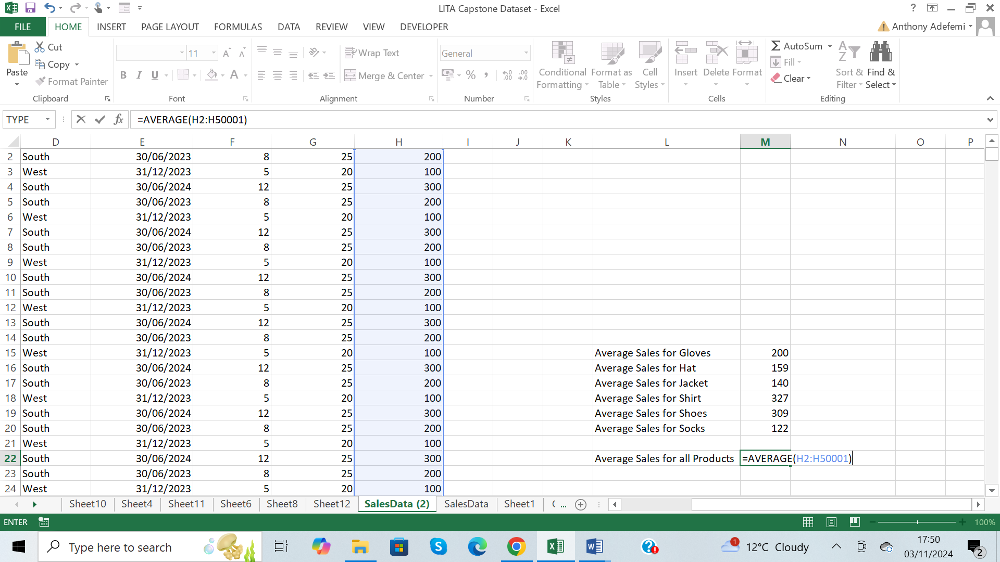 LITA Capstone Dataset - Excel
?
FILE HOME INSERT PAGE LAYOUT FORMULAS DATA REVIEW VIEW DEVELOPER Anthony Adefemi
Paste
Cut
Copy
Format Painter
Clipboard
11
A A
B I U A
Font
Wrap Text
Merge & Center
Alignment
General
% , .0 .00
Number
Conditional Formatting
Format as Table
Cell Styles
Styles
Insert Delete Format
Cells
AutoSum
Fill
Clear
Sort & Filter
Find & Select
Editing
TYPE fx =AVERAGE(H2:H50001)
D E F G H I J K L M N O P
2 South 30/06/2023 8 25 200
3 West 31/12/2023 5 20 100
4 South 30/06/2024 12 25 300
5 South 30/06/2023 8 25 200
6 West 31/12/2023 5 20 100
7 South 30/06/2024 12 25 300
8 South 30/06/2023 8 25 200
9 West 31/12/2023 5 20 100
10 South 30/06/2024 12 25 300
11 South 30/06/2023 8 25 200
12 West 31/12/2023 5 20 100
13 South 30/06/2024 12 25 300
14 South 30/06/2023 8 25 200
15 West 31/12/2023 5 20 100 Average Sales for Gloves 200
16 South 30/06/2024 12 25 300 Average Sales for Hat 159
17 South 30/06/2023 8 25 200 Average Sales for Jacket 140
18 West 31/12/2023 5 20 100 Average Sales for Shirt 327
19 South 30/06/2024 12 25 300 Average Sales for Shoes 309
20 South 30/06/2023 8 25 200 Average Sales for Socks 122
21 West 31/12/2023 5 20 100
22 South 30/06/2024 12 25 300 Average Sales for all Products =AVERAGE(H2:H50001)
23 South 30/06/2023 8 25 200
24 West 31/12/2023 5 20 100
Sheet10 Sheet4 Sheet11 Sheet6 Sheet8 Sheet12 SalesData (2) SalesData Sheet1 ...
ENTER 100%
Type here to search 1 12°C Cloudy 17:50
03/11/2024 2